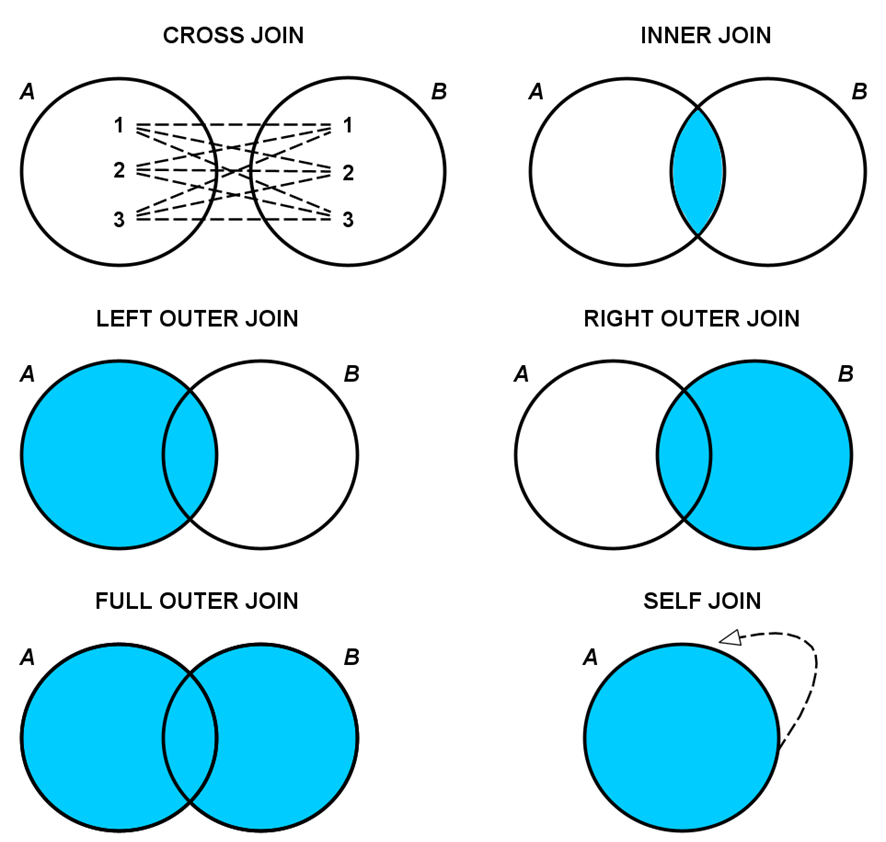 CROSS JOIN
A
B
1 1
2 2
3 3
INNER JOIN
A
B
LEFT OUTER JOIN
A
B
RIGHT OUTER JOIN
A
B
FULL OUTER JOIN
A
B
SELF JOIN
A